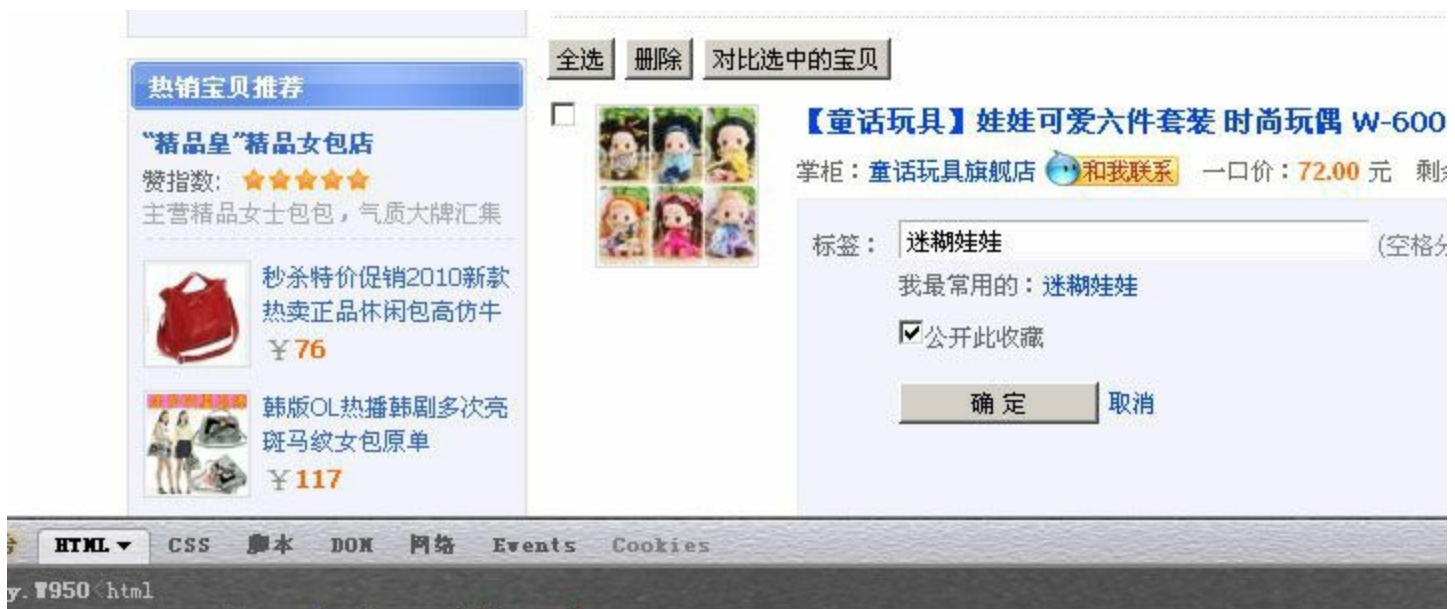 全选 删除 对比选中的宝贝
热销宝贝推荐
"精品皇"精品女包店
赞指数:
主营精品女士包包，气质大牌汇集
秒杀特价促销2010新款
热卖正品休闲包高仿牛
￥76
韩版OL热播韩剧多次亮
斑马纹女包原单
￥117
【童话玩具】娃娃可爱六件套装 时尚玩偶 W-600
掌柜：童话玩具旗舰店 和我联系 一口价：72.00 元 剩
标签： 迷糊娃娃 (空格分
我最常用的：迷糊娃娃
公开此收藏
确 定 取消
HTML CSS 脚本 DOM 网络 Events Cookies
y.W950 < html